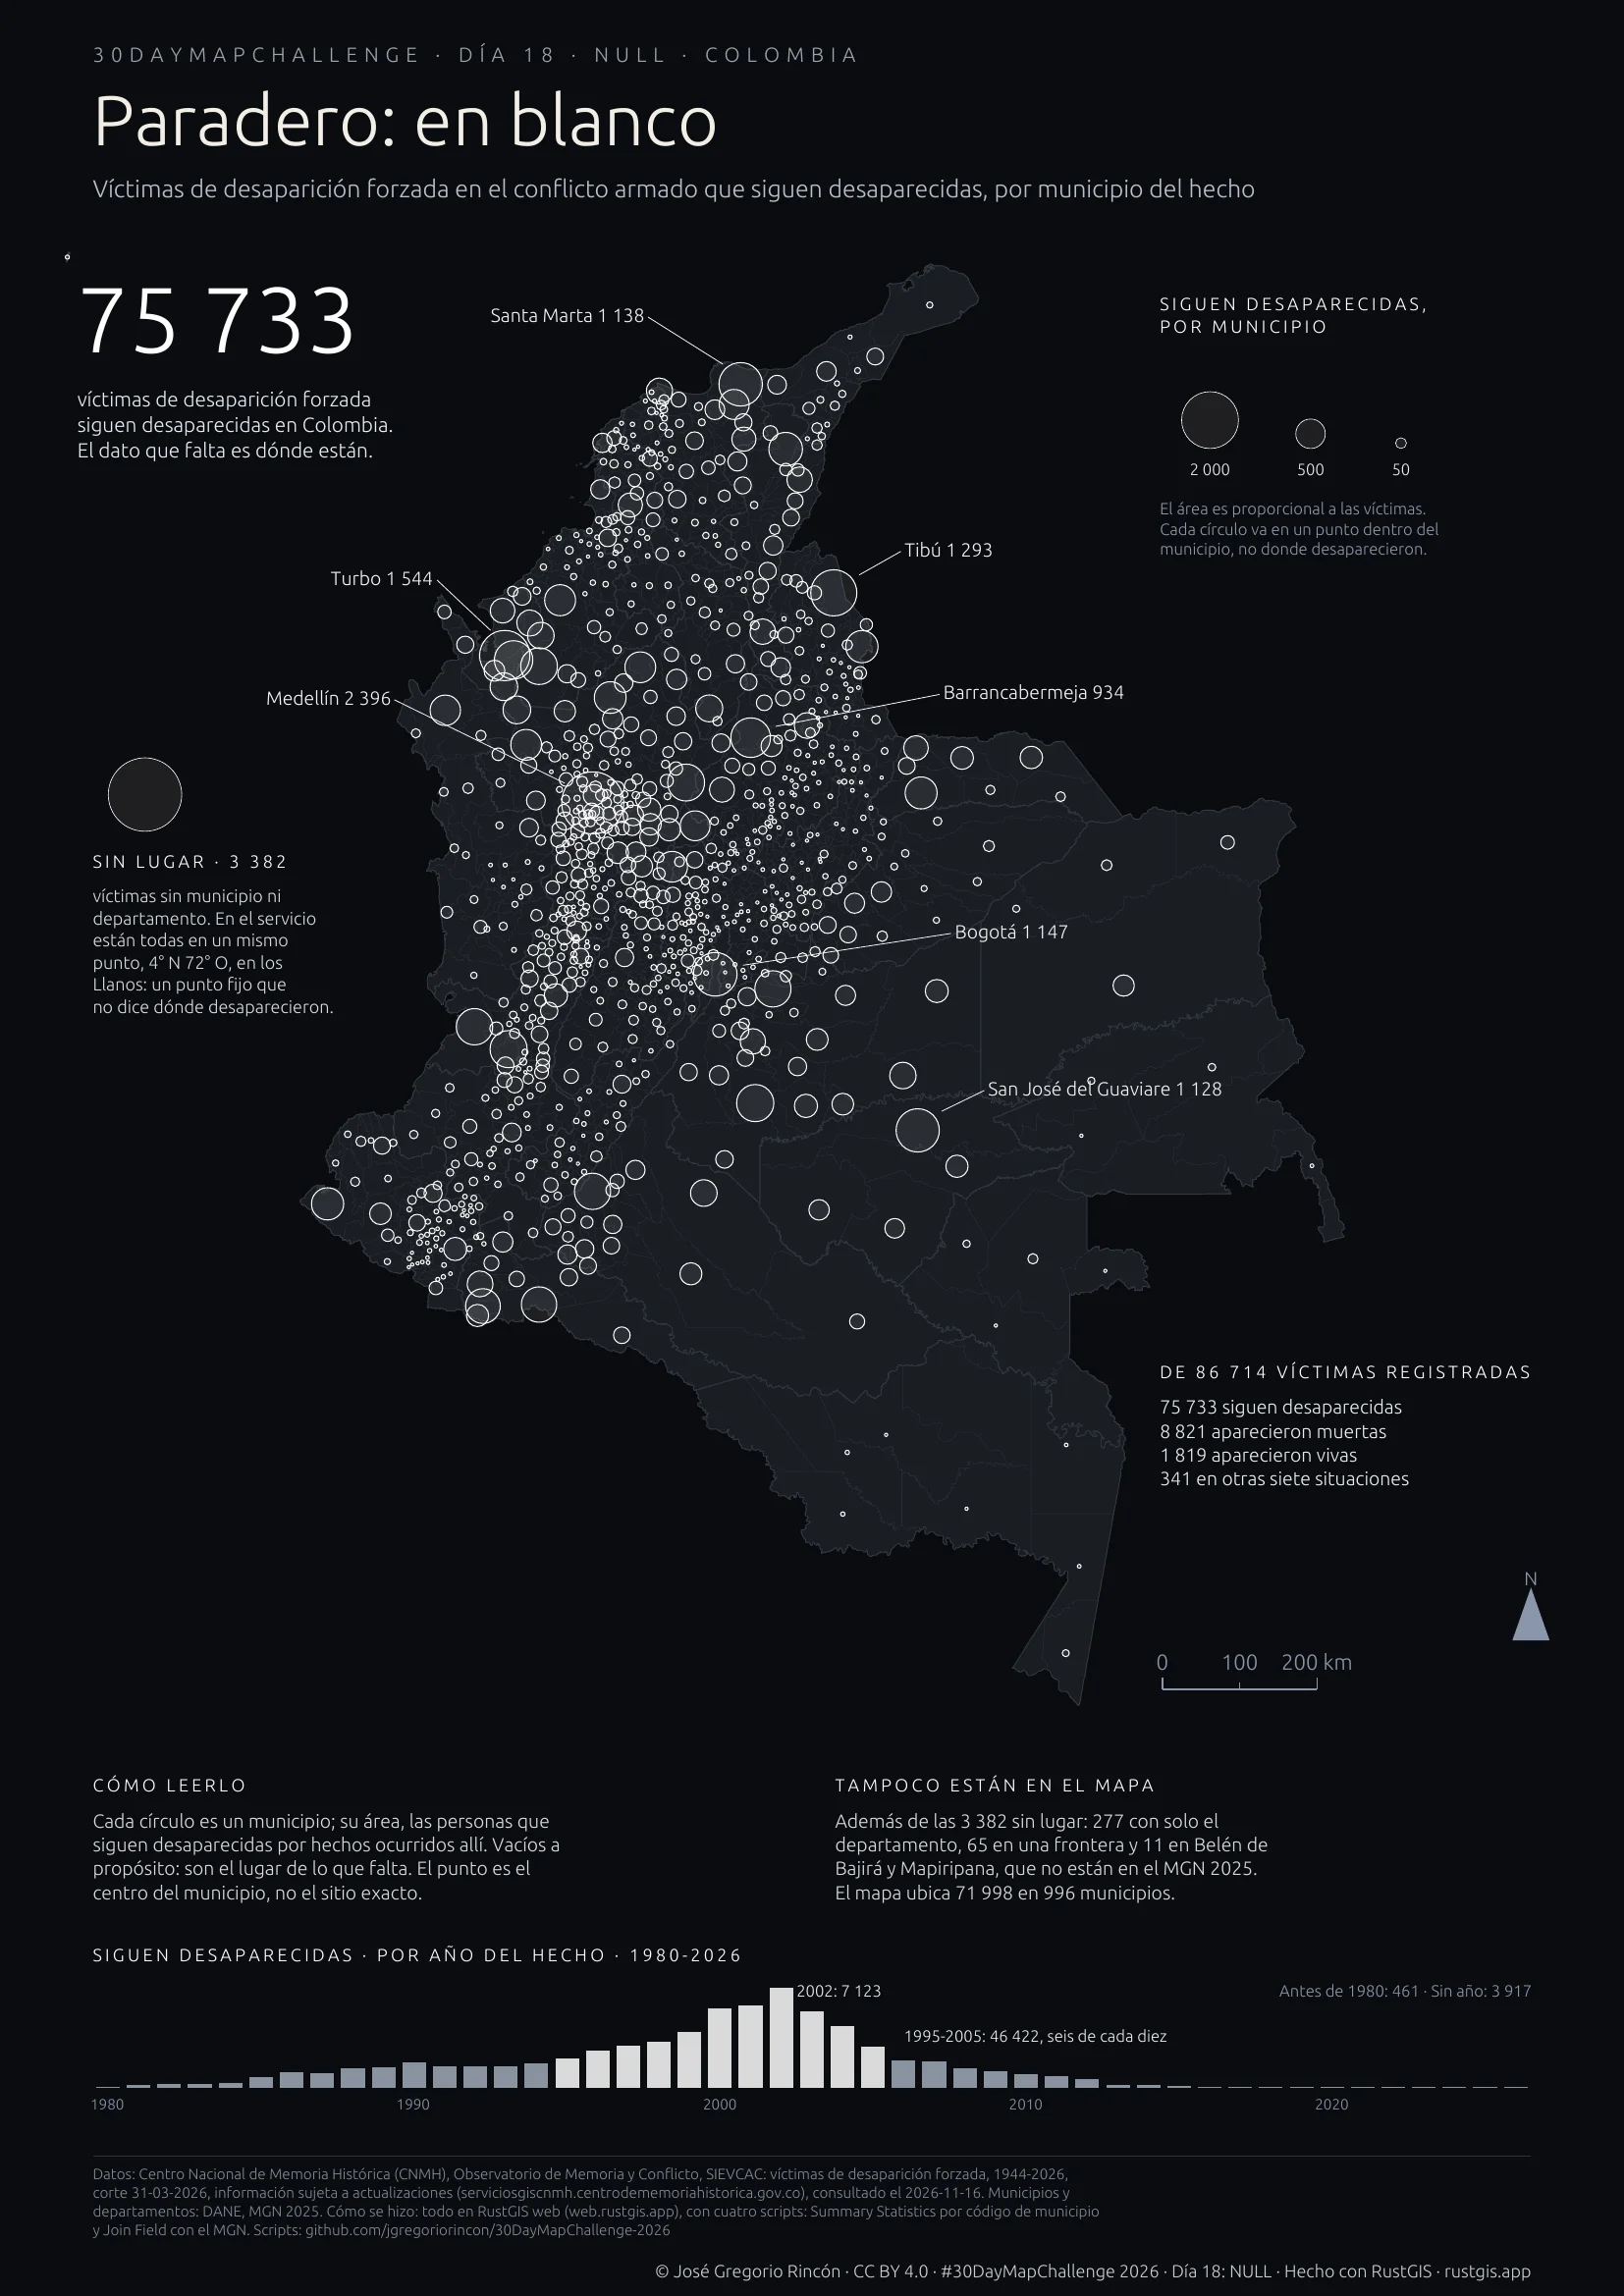 30DAYMAPCHALLENGE · DÍA 18 · NULL · COLOMBIA
Paradero: en blanco
Víctimas de desaparición forzada en el conflicto armado que siguen desaparecidas, por municipio del hecho
75 733
víctimas de desaparición forzada
siguen desaparecidas en Colombia.
El dato que falta es dónde están.
SIGUEN DESAPARECIDAS,
POR MUNICIPIO
2 000
500
50
El área es proporcional a las víctimas.
Cada círculo va en un punto dentro del
municipio, no donde desaparecieron.
Santa Marta 1 138
Tibú 1 293
Turbo 1 544
Medellín 2 396
Barrancabermeja 934
Bogotá 1 147
San José del Guaviare 1 128
SIN LUGAR · 3 382
víctimas sin municipio ni
departamento. En el servicio
están todas en un mismo
punto, 4° N 72° O, en los
Llanos: un punto fijo que
no dice dónde desaparecieron.
DE 86 714 VÍCTIMAS REGISTRADAS
75 733 siguen desaparecidas
8 821 aparecieron muertas
1 819 aparecieron vivas
341 en otras siete situaciones
N
0 100 200 km
CÓMO LEERLO
Cada círculo es un municipio; su área, las personas que
siguen desaparecidas por hechos ocurridos allí. Vacíos a
propósito: son el lugar de lo que falta. El punto es el
centro del municipio, no el sitio exacto.
TAMPOCO ESTÁN EN EL MAPA
Además de las 3 382 sin lugar: 277 con solo el
departamento, 65 en una frontera y 11 en Belén de
Bajirá y Mapiripana, que no están en el MGN 2025.
El mapa ubica 71 998 en 996 municipios.
SIGUEN DESAPARECIDAS · POR AÑO DEL HECHO · 1980-2026
2002: 7 123
Antes de 1980: 461 · Sin año: 3 917
1995-2005: 46 422, seis de cada diez
1980 1990 2000 2010 2020
Datos: Centro Nacional de Memoria Histórica (CNMH), Observatorio de Memoria y Conflicto, SIEVCAC: víctimas de desaparición forzada, 1944-2026,
corte 31-03-2026, información sujeta a actualizaciones (serviciosgiscnmh.centrodememoriahistorica.gov.co), consultado el 2026-11-16. Municipios y
departamentos: DANE, MGN 2025. Cómo se hizo: todo en RustGIS web (web.rustgis.app), con cuatro scripts: Summary Statistics por código de municipio
y Join Field con el MGN. Scripts: github.com/jgregoriorincon/30DayMapChallenge-2026
© José Gregorio Rincón · CC BY 4.0 · #30DayMapChallenge 2026 · Día 18: NULL · Hecho con RustGIS · rustgis.app